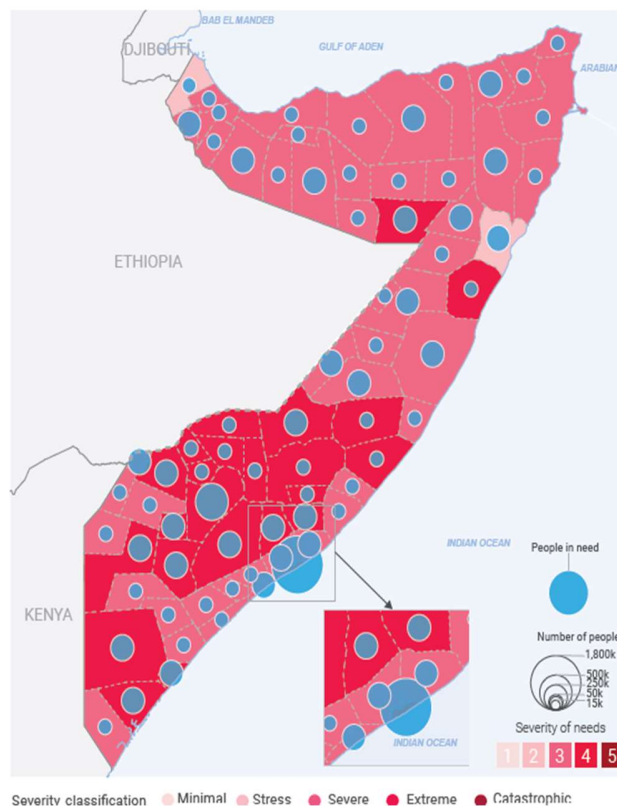 BAB EL MANDEB
DJIBOUTI
GULF OF ADEN
ARABIAN
ETHIOPIA
INDIAN OCEAN
People in need
KENYA
Number of people
1,800k
500k
250k
50k
15k
INDIAN OCEAN
Severity of needs
1 2 3 4 5
Severity classification Minimal Stress Severe Extreme Catastrophic